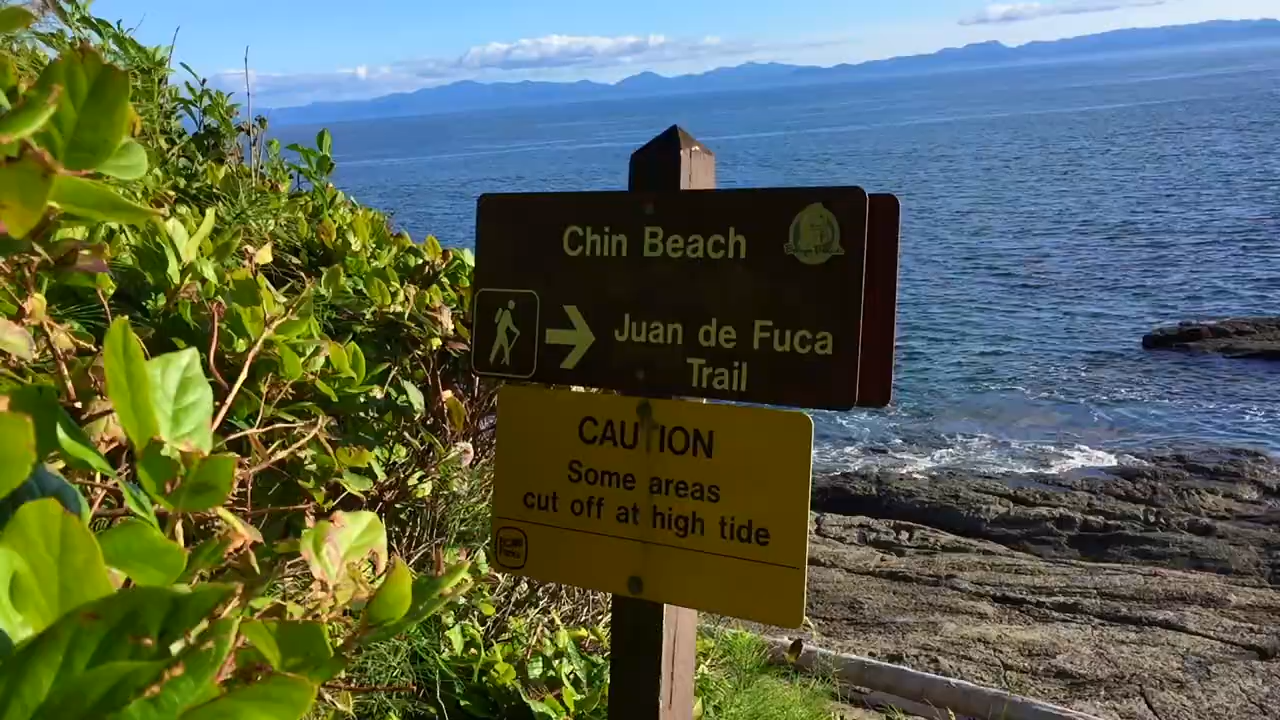 Chin Beach
Juan de Fuca
Trail
CAUTION
Some areas
cut off at high tide